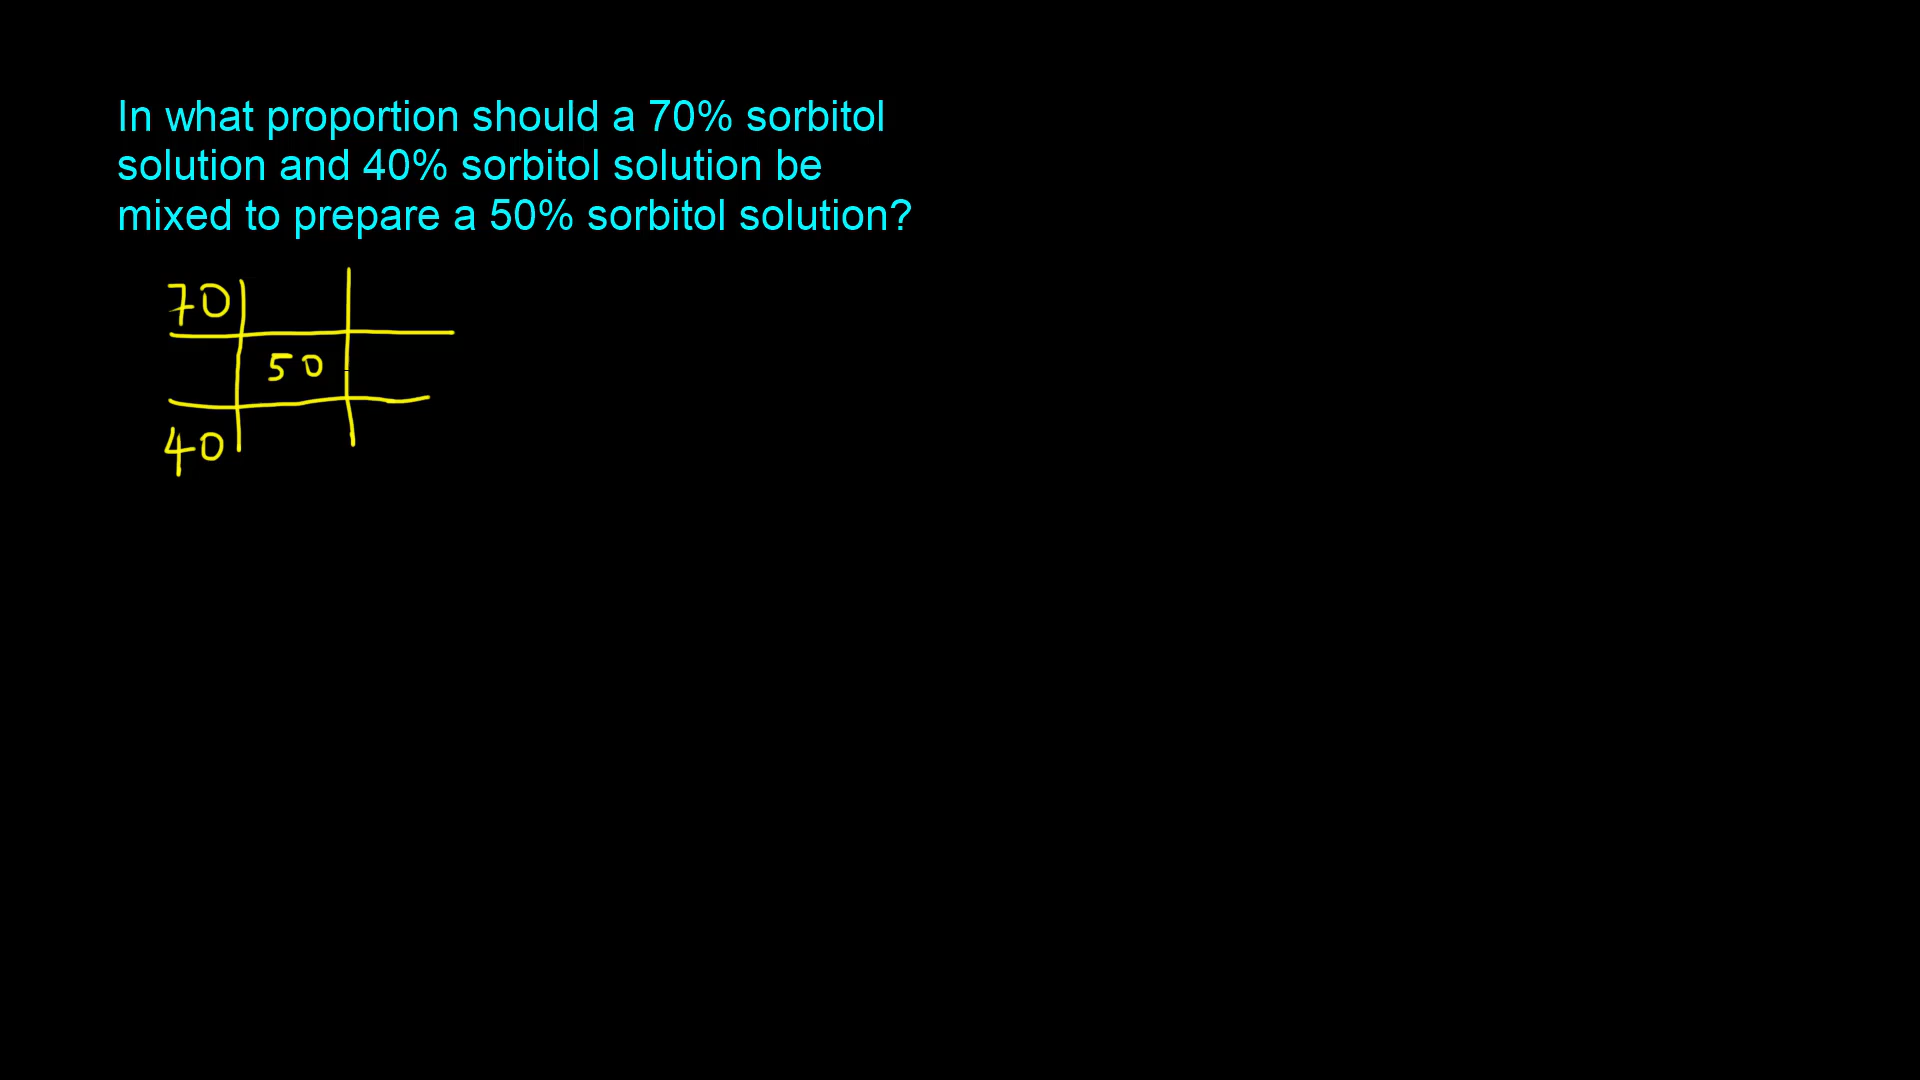 In what proportion should a 70% sorbitol
solution and 40% sorbitol solution be
mixed to prepare a 50% sorbitol solution?
70
50
40